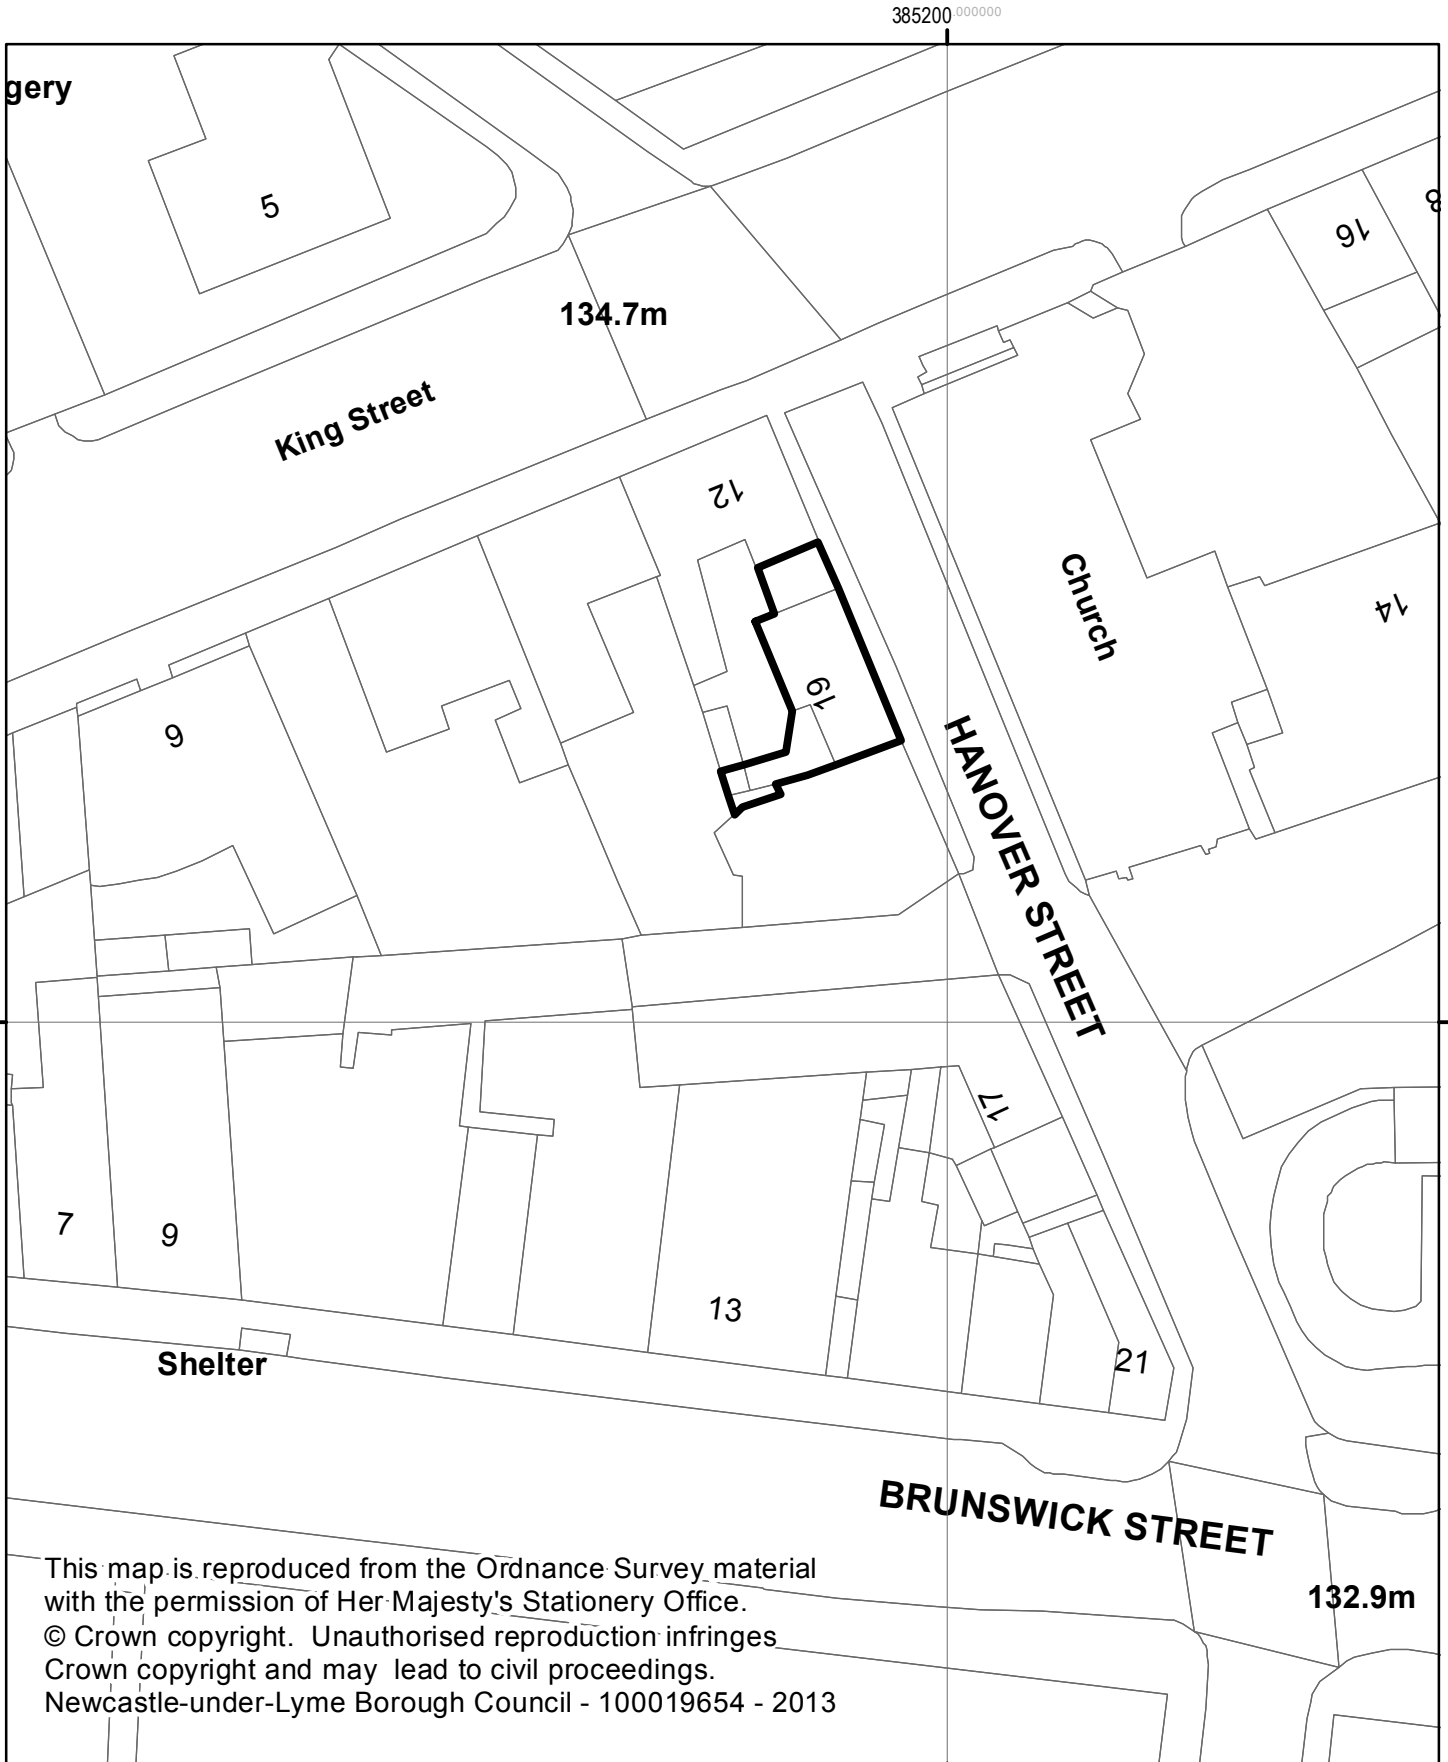 385200.000000
gery
5
16
8
134.7m
King Street
12
Church
14
19
9
HANOVER STREET
17
7
9
13
21
Shelter
BRUNSWICK STREET
132.9m
This map is reproduced from the Ordnance Survey material
with the permission of Her Majesty's Stationery Office.
© Crown copyright. Unauthorised reproduction infringes
Crown copyright and may lead to civil proceedings.
Newcastle-under-Lyme Borough Council - 100019654 - 2013